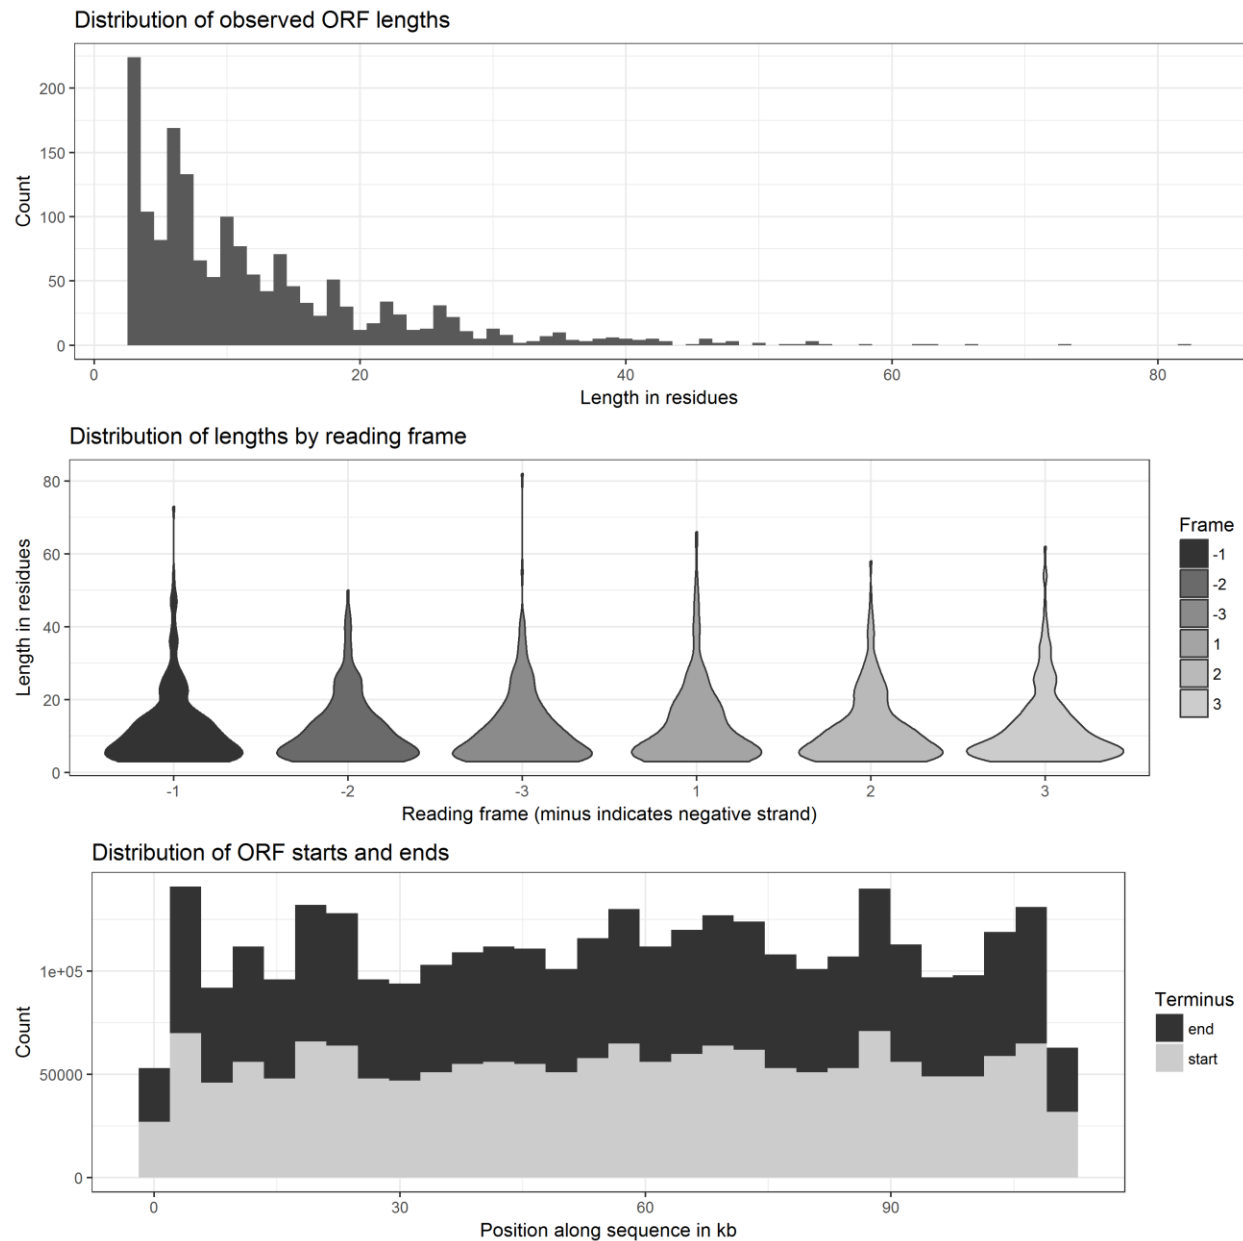 Distribution of observed ORF lengths
200
150
100
50
0
Count
0 20 40 60 80
Length in residues
Distribution of lengths by reading frame
80
60
40
20
0
Length in residues
-1 -2 -3 1 2 3
Reading frame (minus indicates negative strand)
Frame
-1
-2
-3
1
2
3
Distribution of ORF starts and ends
1e+05
50000
0
Count
0 30 60 90
Position along sequence in kb
Terminus
end
start